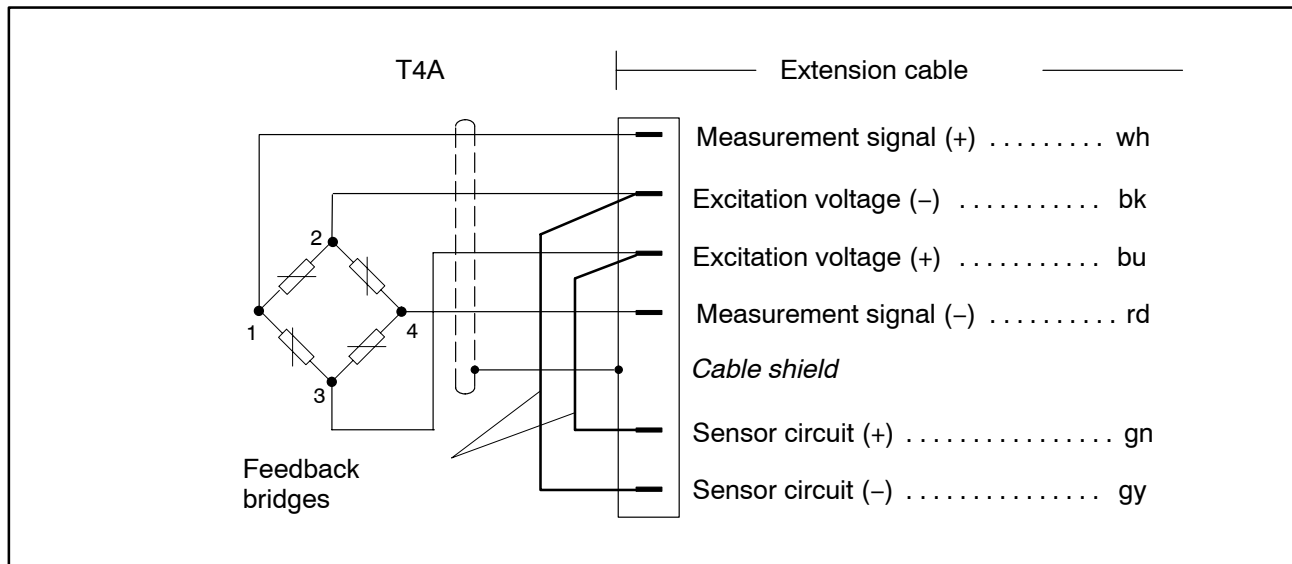 T4A
Extension cable
Measurement signal (+) . . . . . . . . . wh
Excitation voltage (−) . . . . . . . . . . . bk
Excitation voltage (+) . . . . . . . . . . . bu
Measurement signal (−) . . . . . . . . . . rd
Cable shield
Sensor circuit (+) . . . . . . . . . . . . . . . . gn
Sensor circuit (−) . . . . . . . . . . . . . . . . gy
2
1
4
3
Feedback
bridges